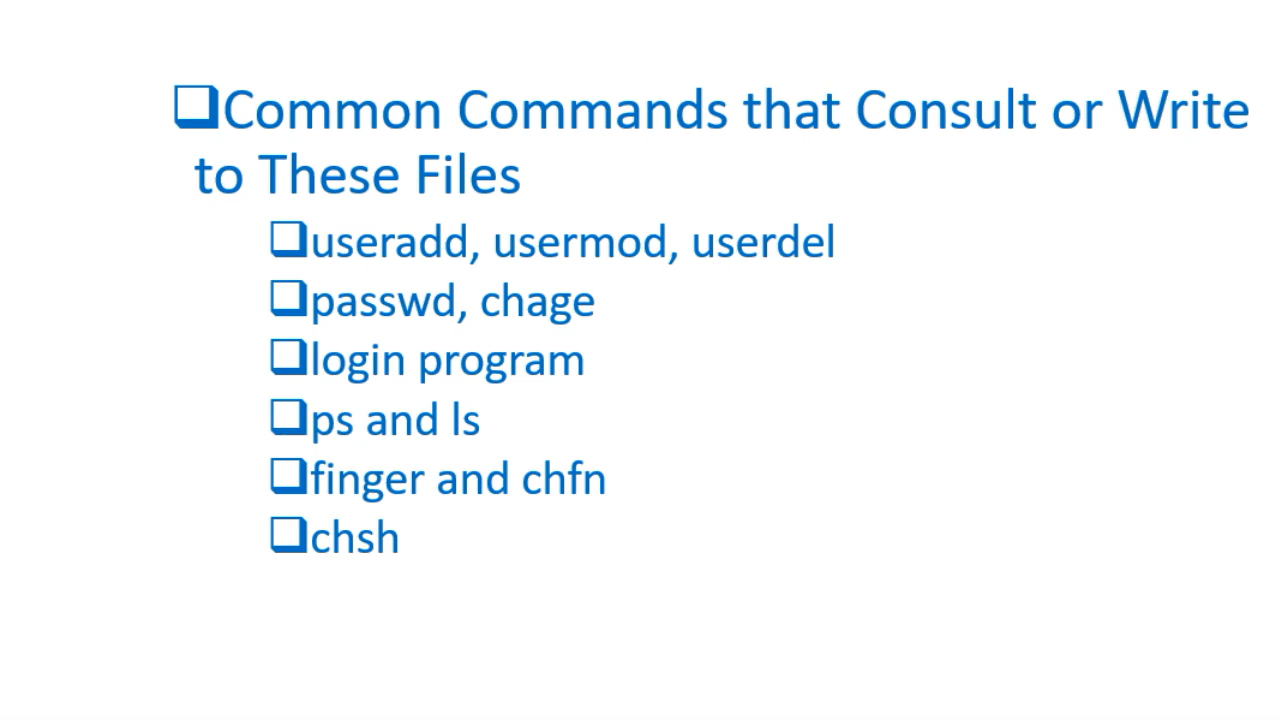 ❑Common Commands that Consult or Write
to These Files
❑useradd, usermod, userdel
❑passwd, chage
❑login program
❑ps and ls
❑finger and chfn
❑chsh